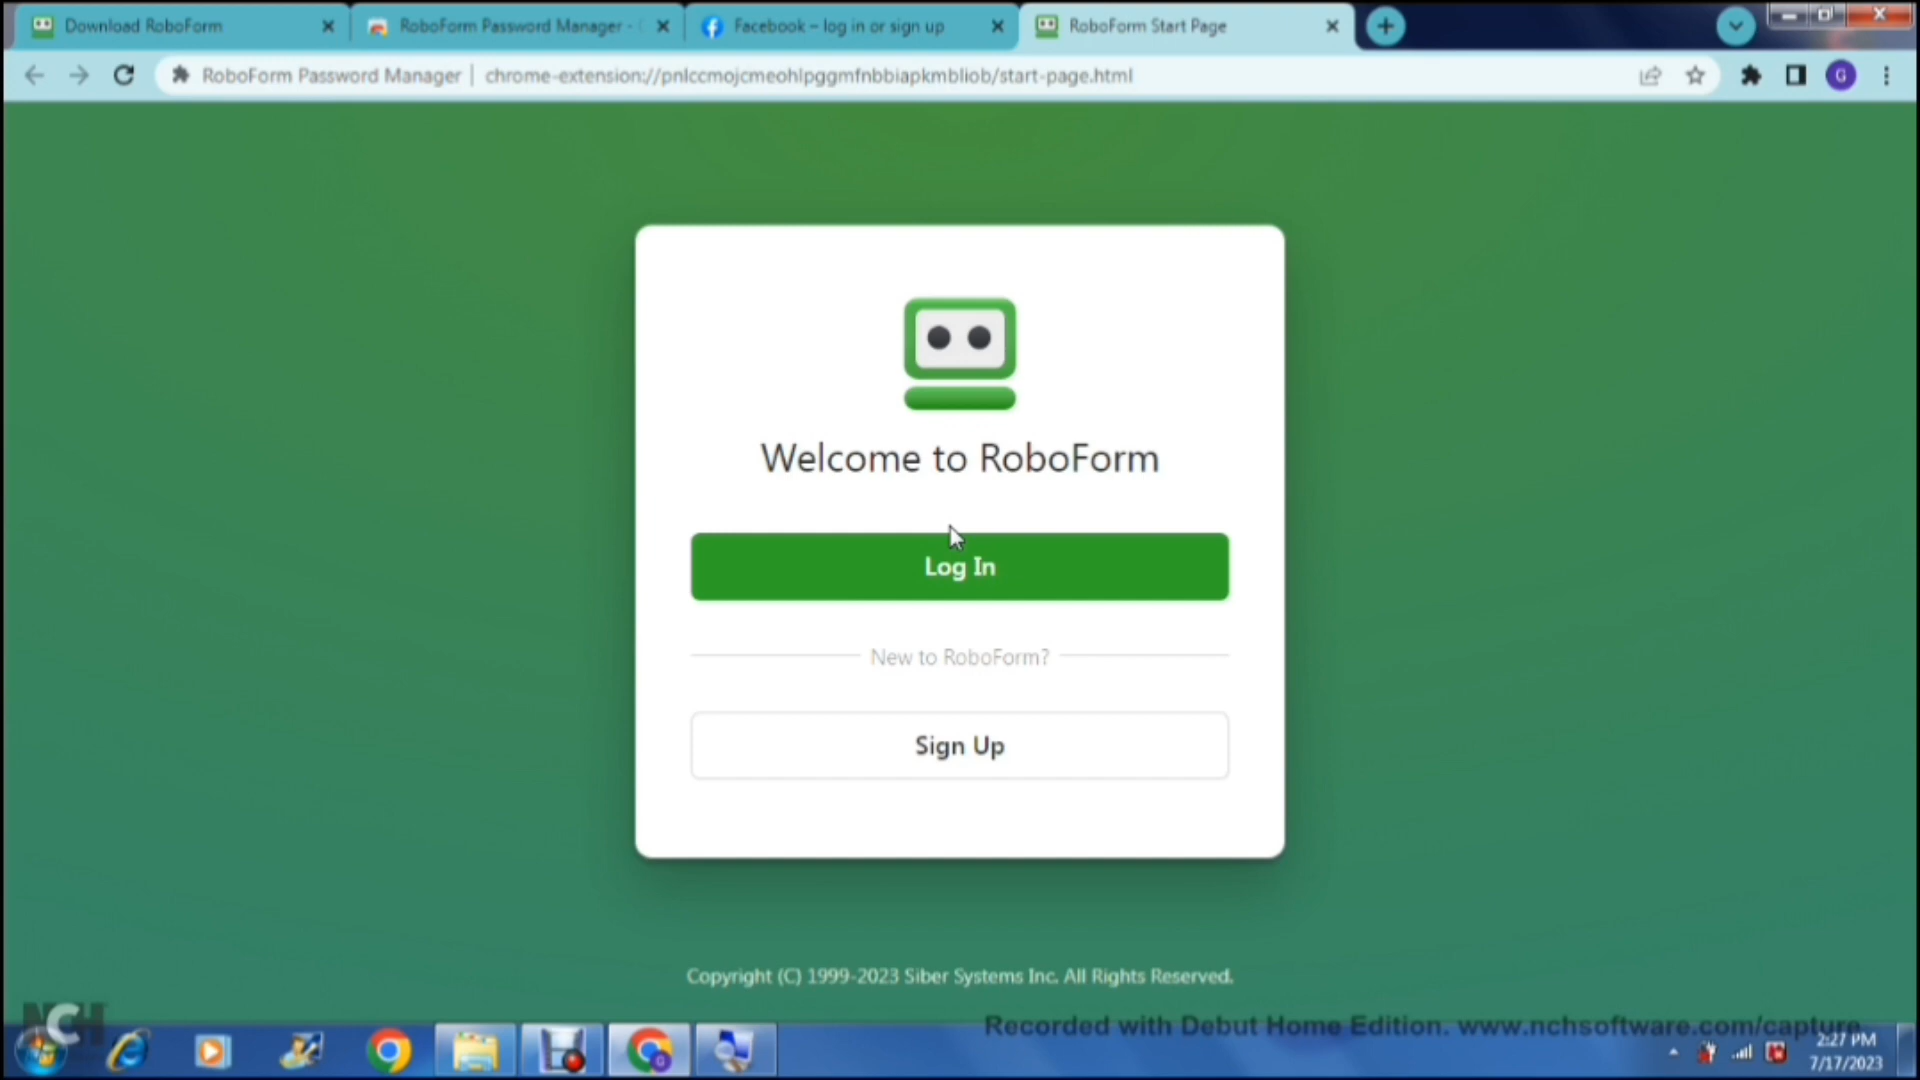 Download RoboForm
RoboForm Password Manager -
Facebook – log in or sign up
RoboForm Start Page
RoboForm Password Manager | chrome-extension://pnlccmojcmeohlpggmfnbbiapkmbliob/start-page.html
G
Welcome to RoboForm
Log In
New to RoboForm?
Sign Up
Copyright (C) 1999-2023 Siber Systems Inc. All Rights Reserved.
NCH
Recorded with Debut Home Edition. www.nchsoftware.com/capture
2:27 PM
7/17/2023